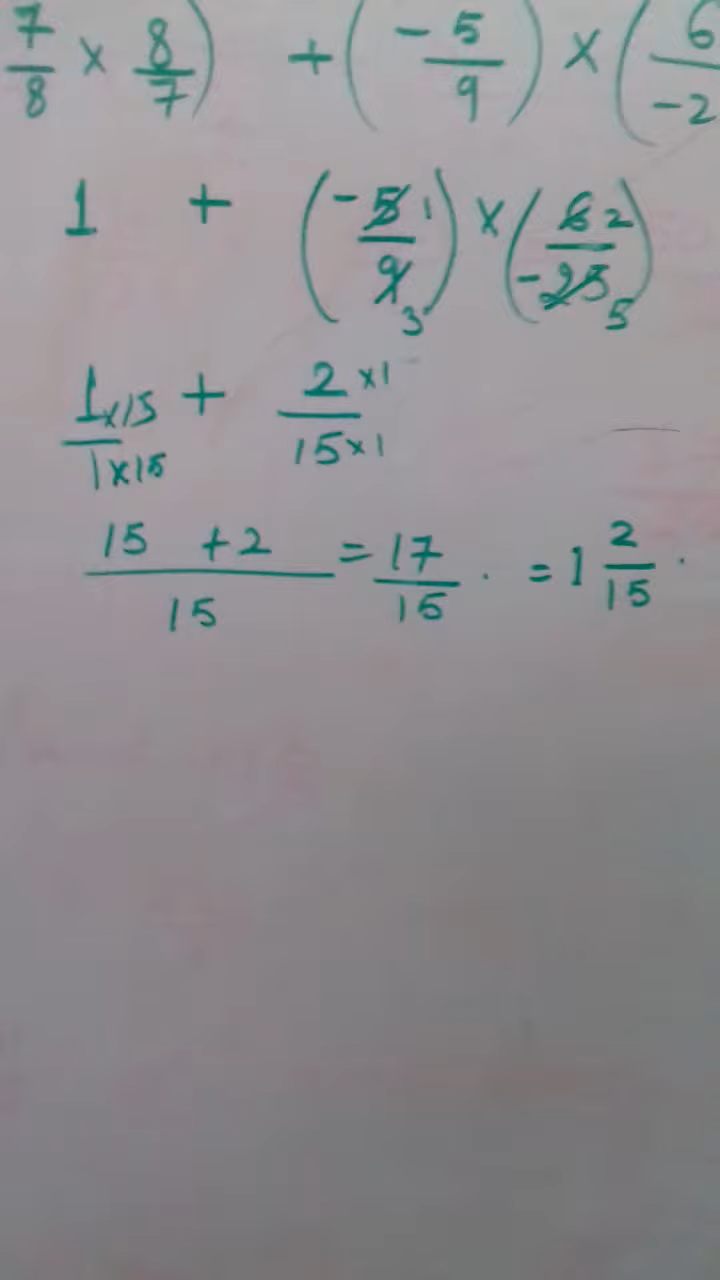 7/8 × 8/7) + (-5/9) × (6/-2
1 + (-5 1/9 3) × (6 2/-25 5)
1×15/1×15 + 2×1/15×1
15 + 2/15 = 17/15 . = 1 2/15 .